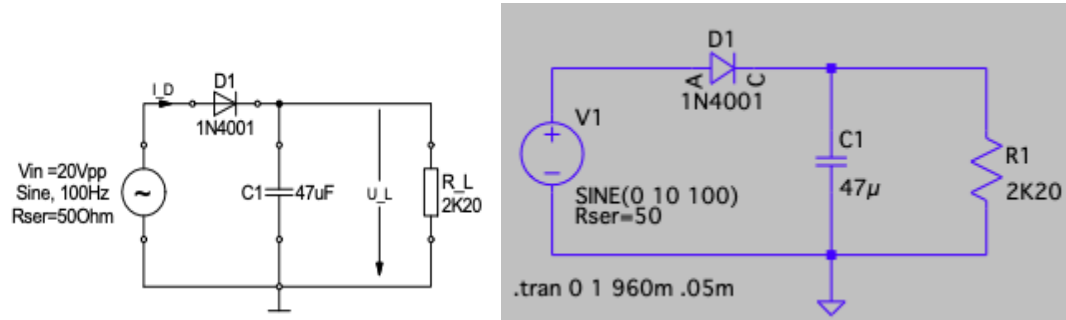 I_D
D1
1N4001
Vin =20Vpp
Sine, 100Hz
Rser=50Ohm
~
C1
47uF
U_L
R_L
2K20
D1
A
C
1N4001
V1
+
−
SINE(0 10 100)
Rser=50
C1
47µ
R1
2K20
.tran 0 1 960m .05m